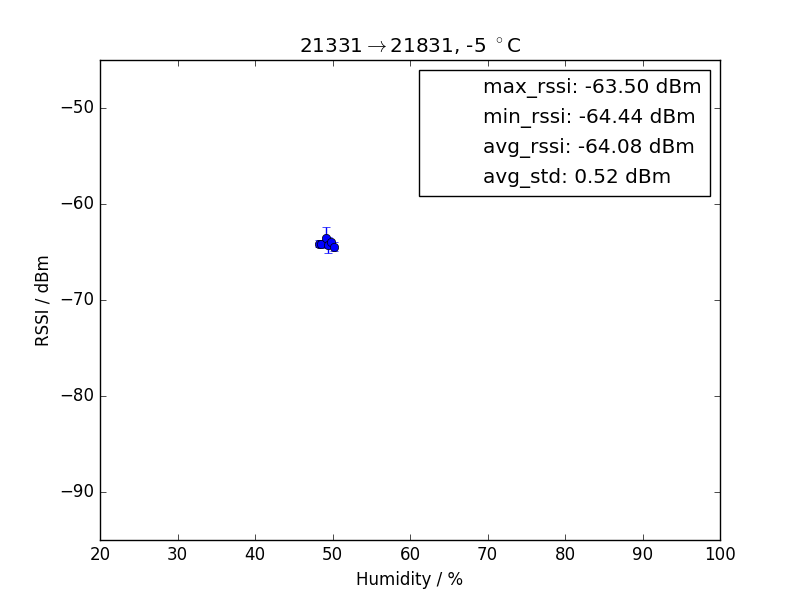 21331→21831, -5 °C
max_rssi: -63.50 dBm
min_rssi: -64.44 dBm
avg_rssi: -64.08 dBm
avg_std: 0.52 dBm
−50
−60
−70
−80
−90
RSSI / dBm
20 30 40 50 60 70 80 90 100
Humidity / %